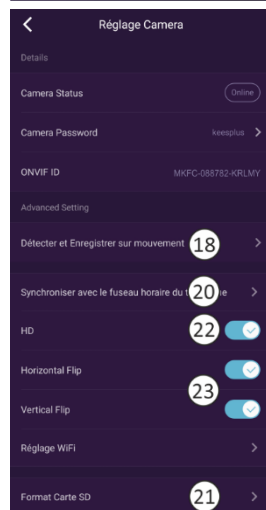 Réglage Camera
Details
Camera Status Online
Camera Password keesplus
ONVIF ID MKFC-088782-KRLMY
Advanced Setting
Détecter et Enregistrer sur mouvement 18
Synchroniser avec le fuseau horaire du 20
HD 22
Horizontal Flip
23
Vertical Flip
Réglage WiFi
Format Carte SD 21